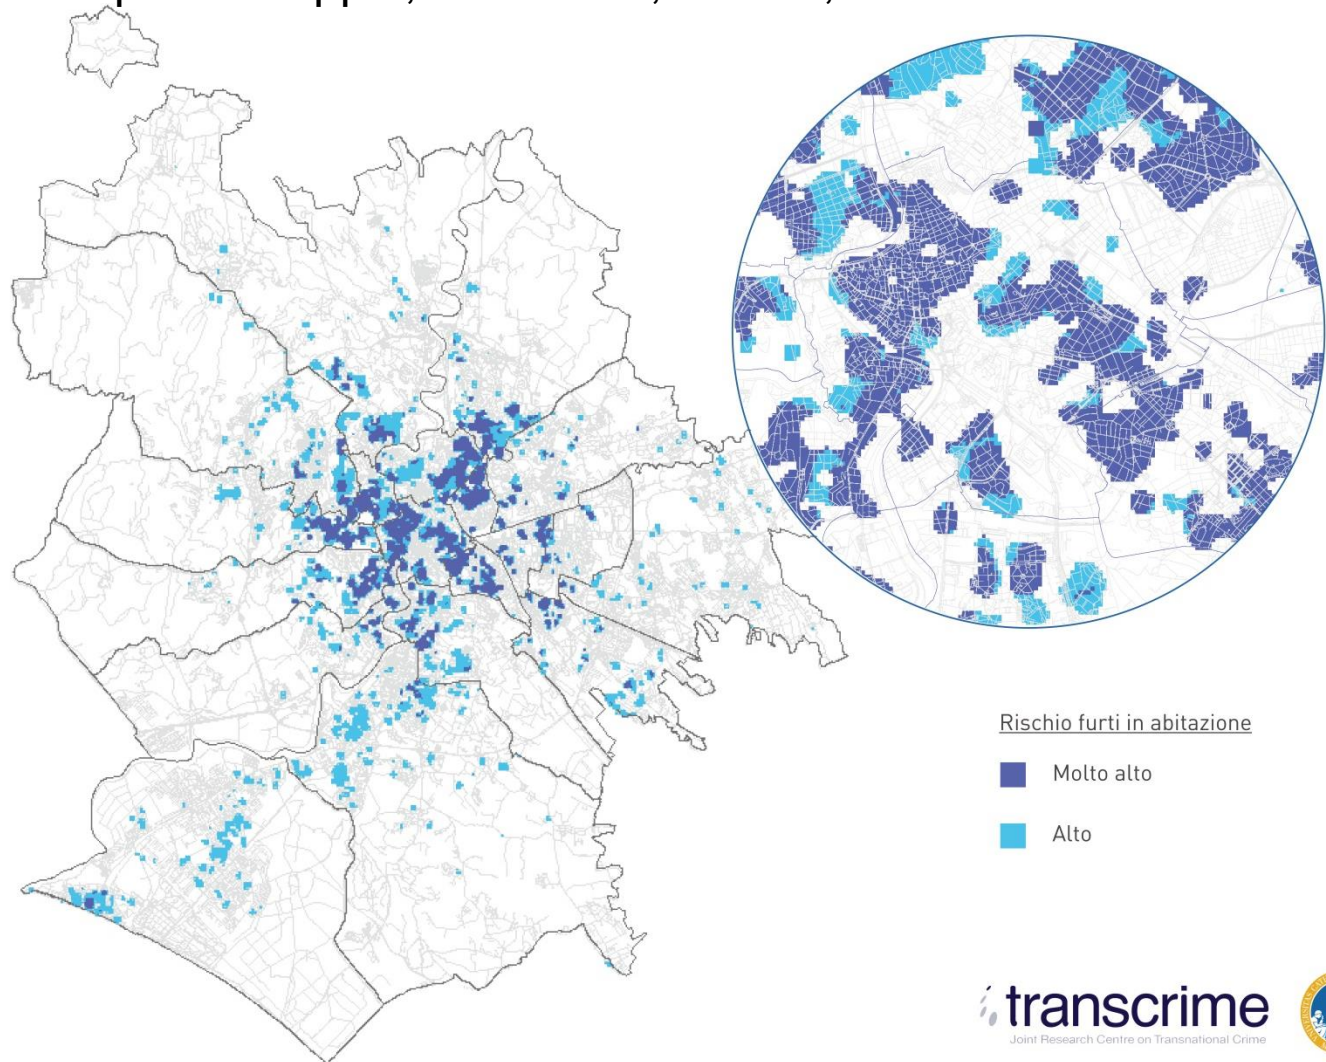 Rischio furti in abitazione
Molto alto
Alto
transcrime
Joint Research Centre on Transnational Crime